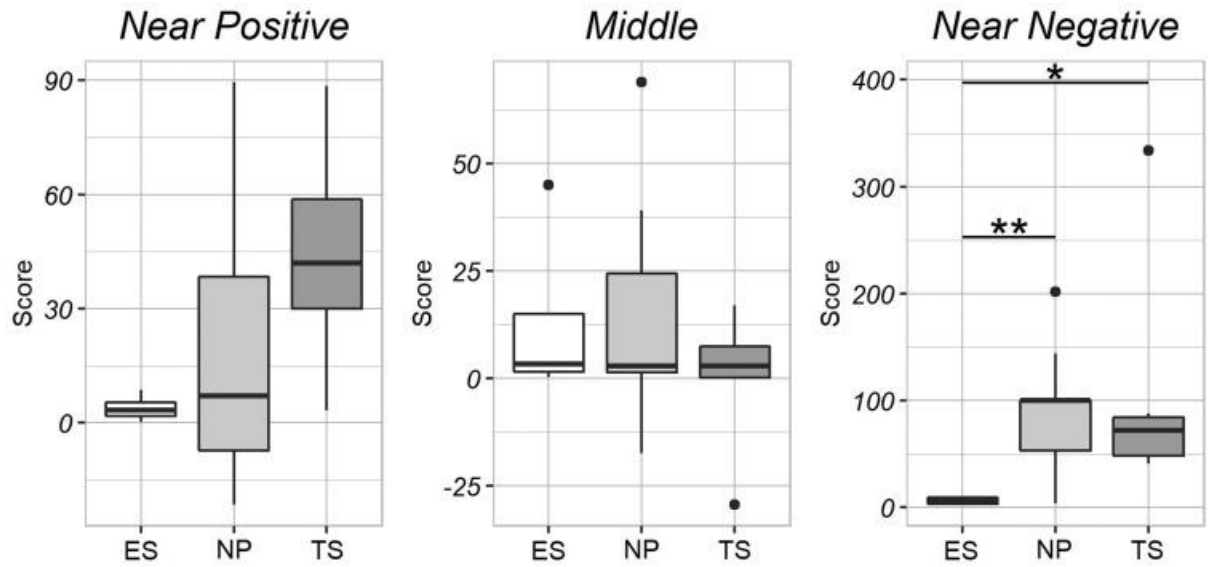 Near Positive
Score
90
60
30
0
ES NP TS
Middle
Score
50
25
0
-25
ES NP TS
Near Negative
Score
400
300
200
100
0
*
**
ES NP TS